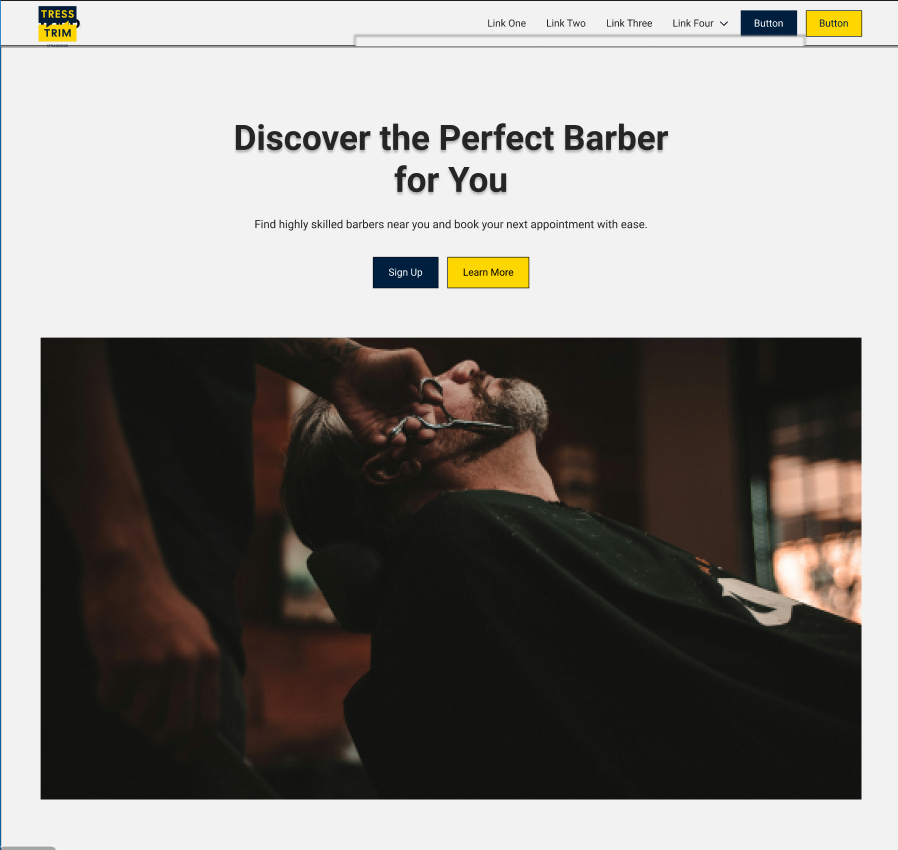 TRESS
TRIM
Link One
Link Two
Link Three
Link Four
Button
Button
Discover the Perfect Barber
for You
Find highly skilled barbers near you and book your next appointment with ease.
Sign Up
Learn More